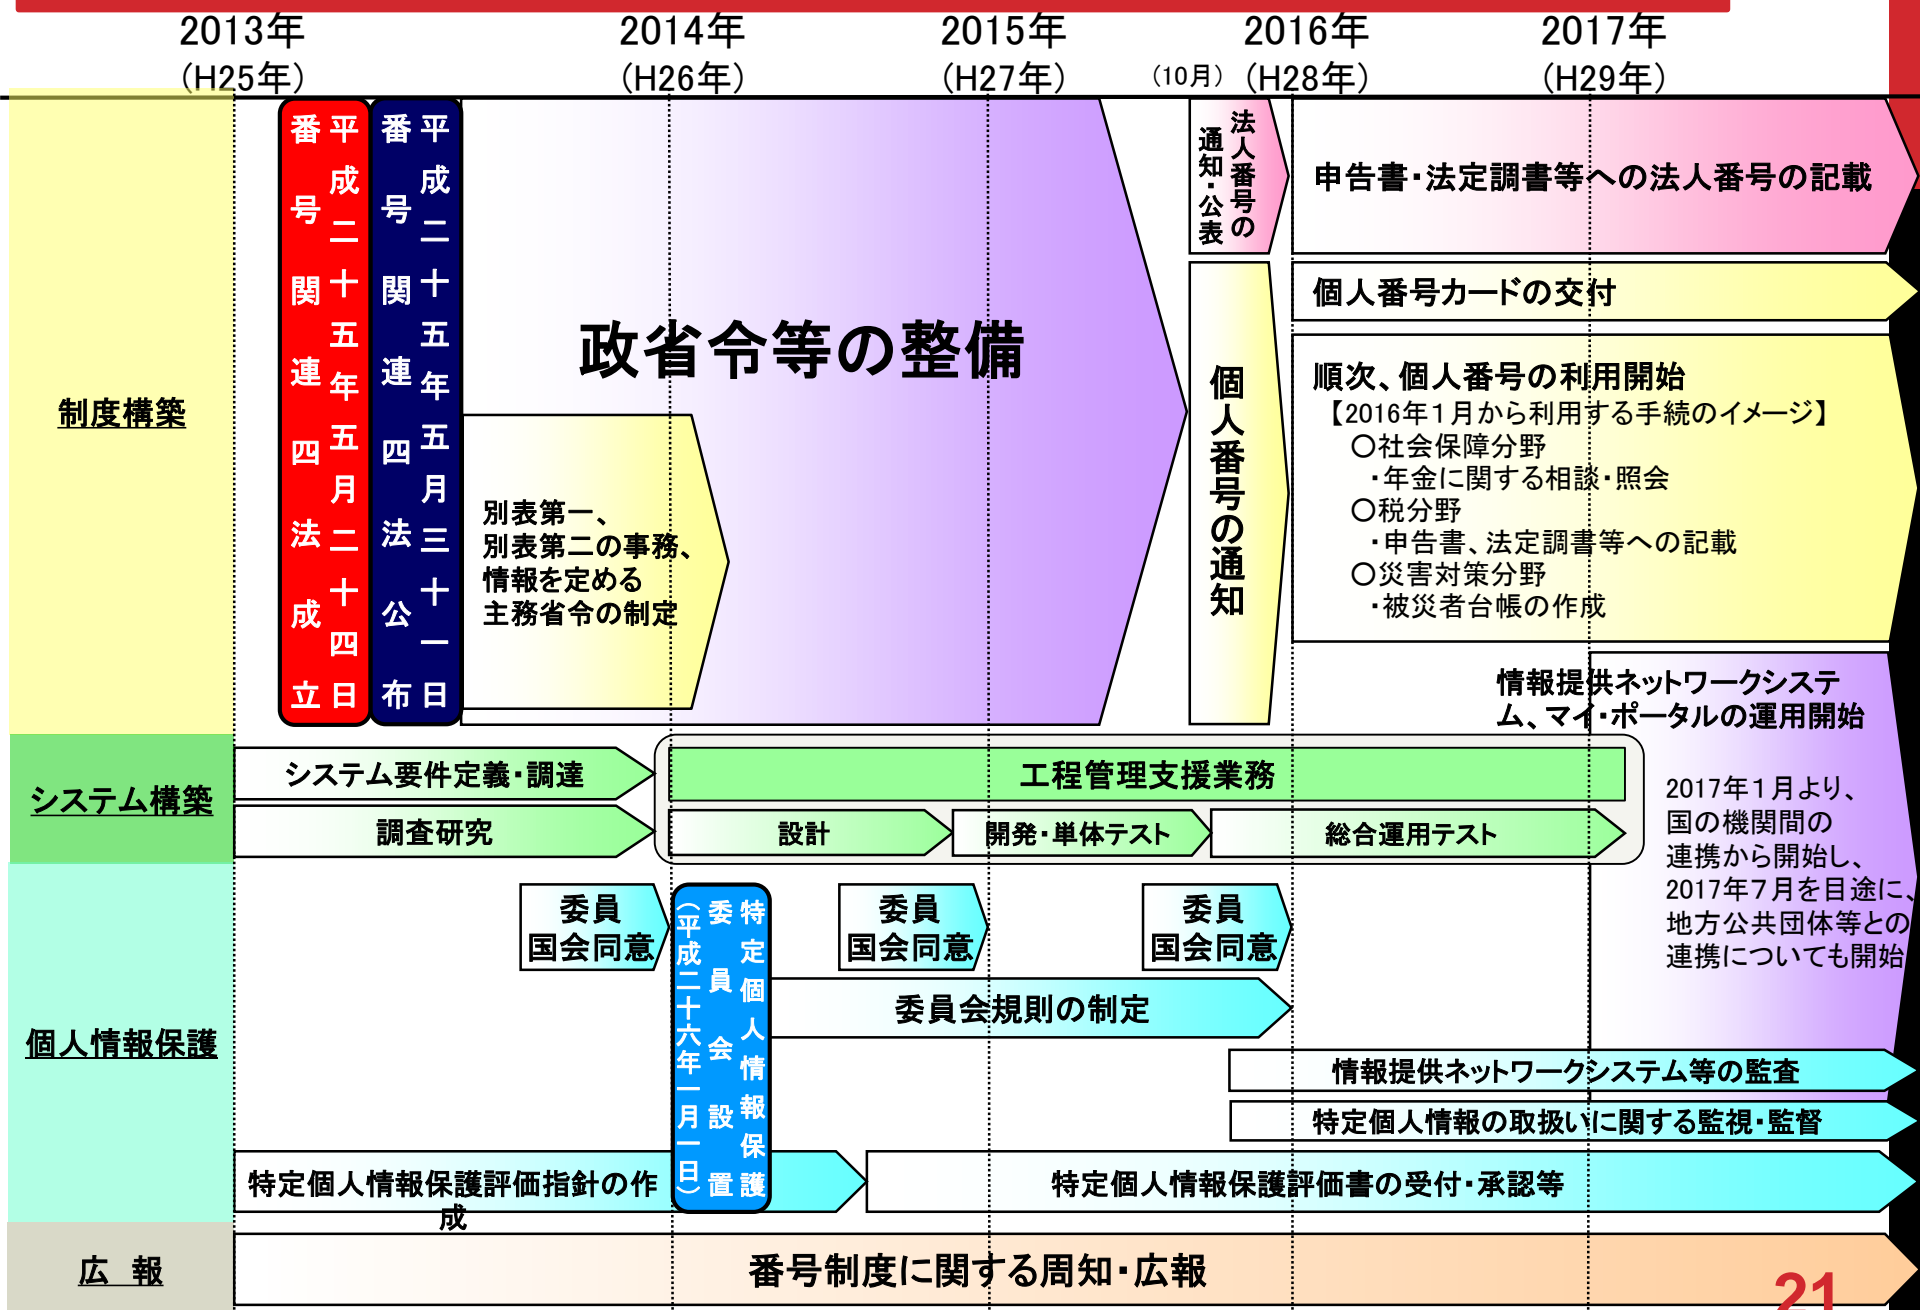 2013年
(H25年)
2014年
(H26年)
2015年
(H27年)
(10月)
2016年
(H28年)
2017年
(H29年)
制度構築
平成二十五年五月二十四日
番号関連四法成立
平成二十五年五月三十一日
番号関連四法公布
政省令等の整備
別表第一、
別表第二の事務、
情報を定める
主務省令の制定
法人番号の
通知・公表
個人番号の通知
申告書・法定調書等への法人番号の記載
個人番号カードの交付
順次、個人番号の利用開始
【2016年1月から利用する手続のイメージ】
○社会保障分野
・年金に関する相談・照会
○税分野
・申告書、法定調書等への記載
○災害対策分野
・被災者台帳の作成
情報提供ネットワークシステ
ム、マイ・ポータルの運用開始
2017年1月より、
国の機関間の
連携から開始し、
2017年7月を目途に、
地方公共団体等との
連携についても開始
システム構築
システム要件定義・調達
調査研究
工程管理支援業務
設計
開発・単体テスト
総合運用テスト
個人情報保護
委員
国会同意
特定個人情報保護
委員会設置
(平成二十六年一月一日)
委員
国会同意
委員
国会同意
委員会規則の制定
情報提供ネットワークシステム等の監査
特定個人情報の取扱いに関する監視・監督
特定個人情報保護評価指針の作
成
特定個人情報保護評価書の受付・承認等
広 報
番号制度に関する周知・広報
21